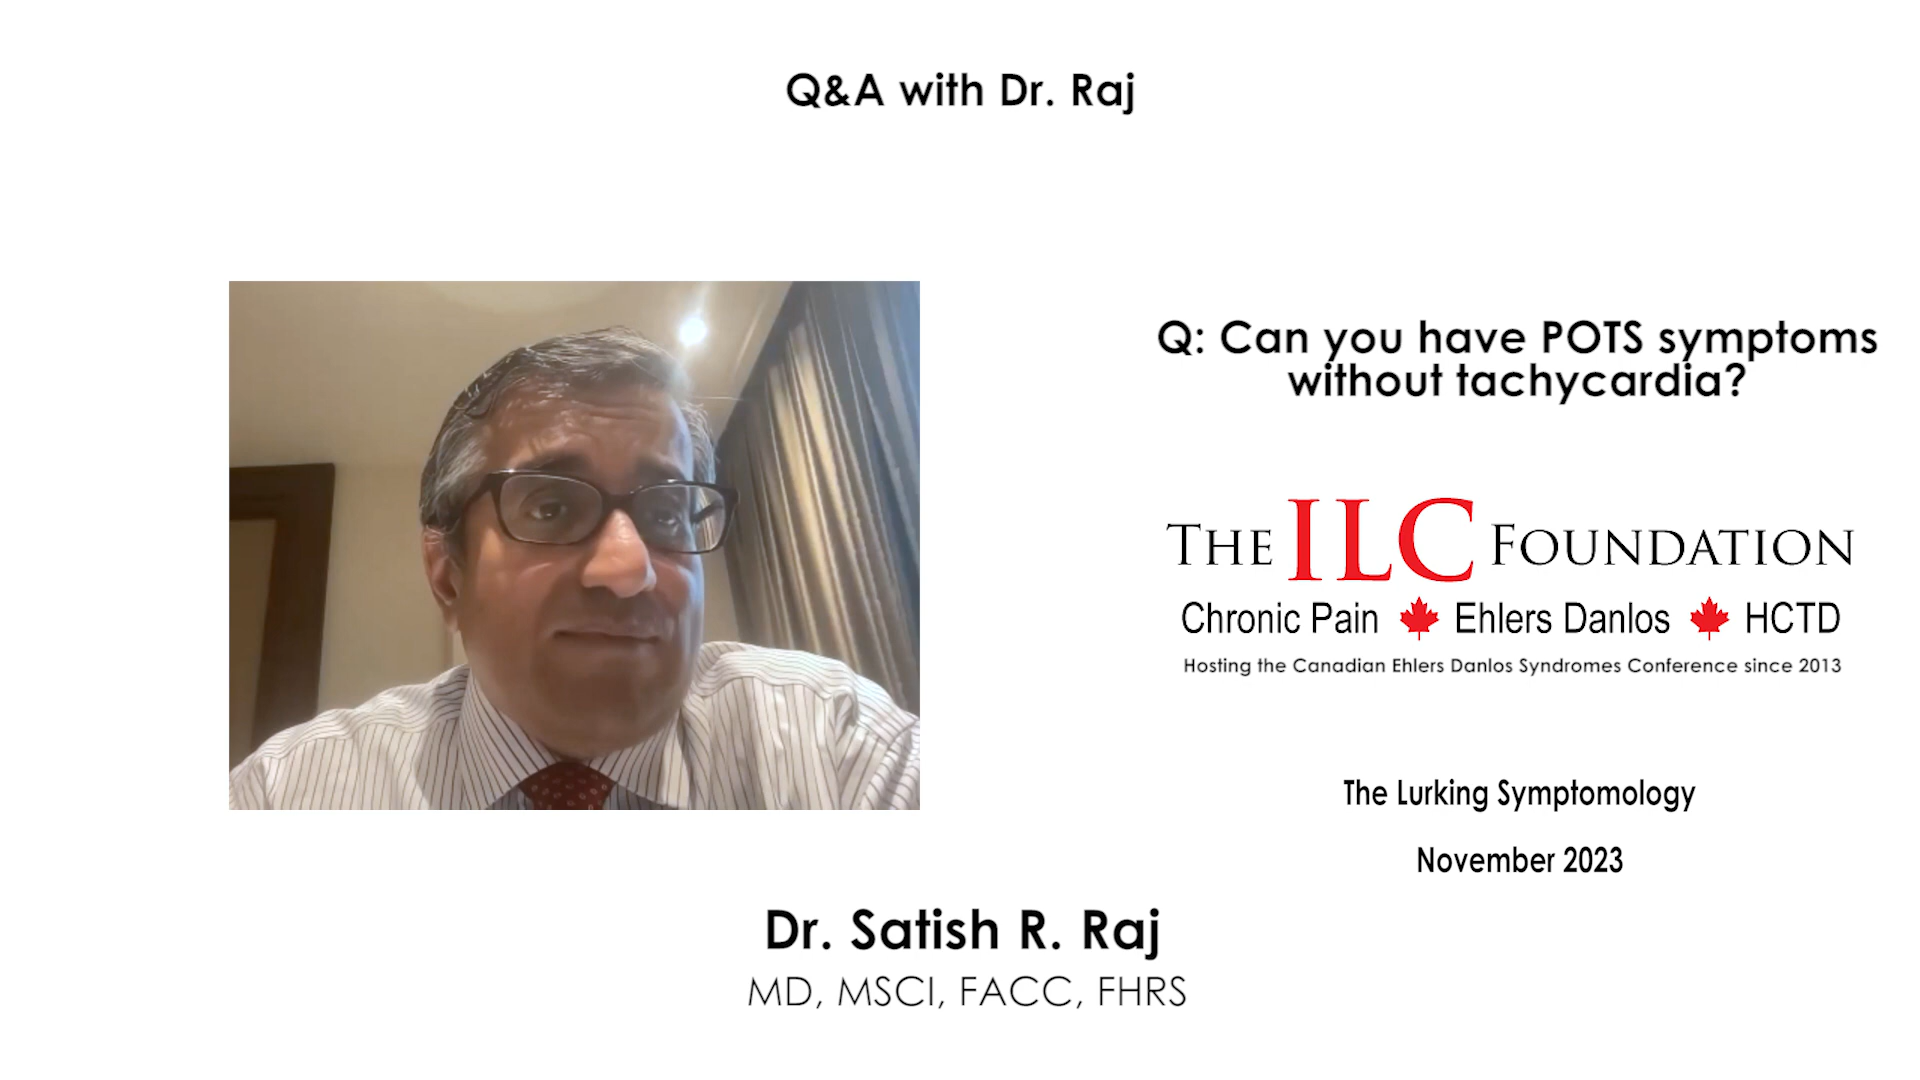 Q&A with Dr. Raj
Q: Can you have POTS symptoms
without tachycardia?
THE ILC FOUNDATION
Chronic Pain Ehlers Danlos HCTD
Hosting the Canadian Ehlers Danlos Syndromes Conference since 2013
The Lurking Symptomology
November 2023
Dr. Satish R. Raj
MD, MSCI, FACC, FHRS